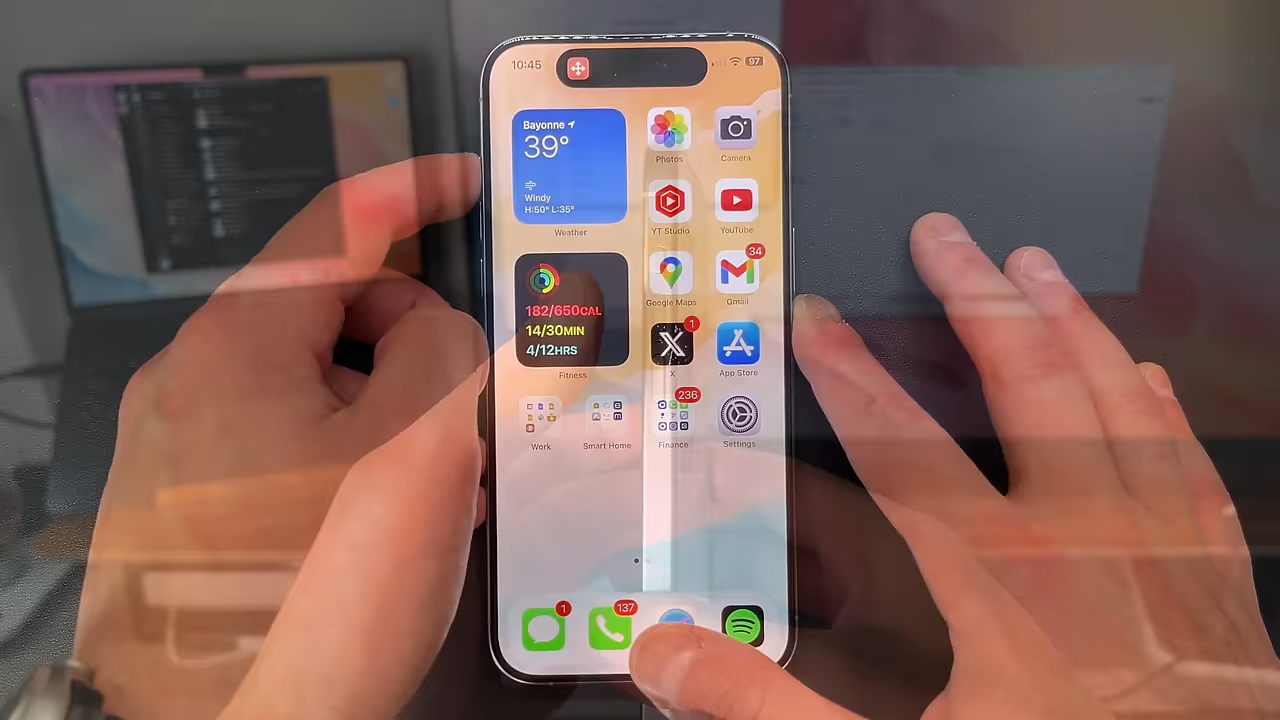 10:45
97
Bayonne
39°
Windy
H:50° L:35°
Weather
Photos
Camera
YT Studio
YouTube
34
Google Maps
Gmail
182/650CAL
14/30MIN
4/12HRS
Fitness
1
X
App Store
236
Work
Smart Home
Finance
Settings
1
137